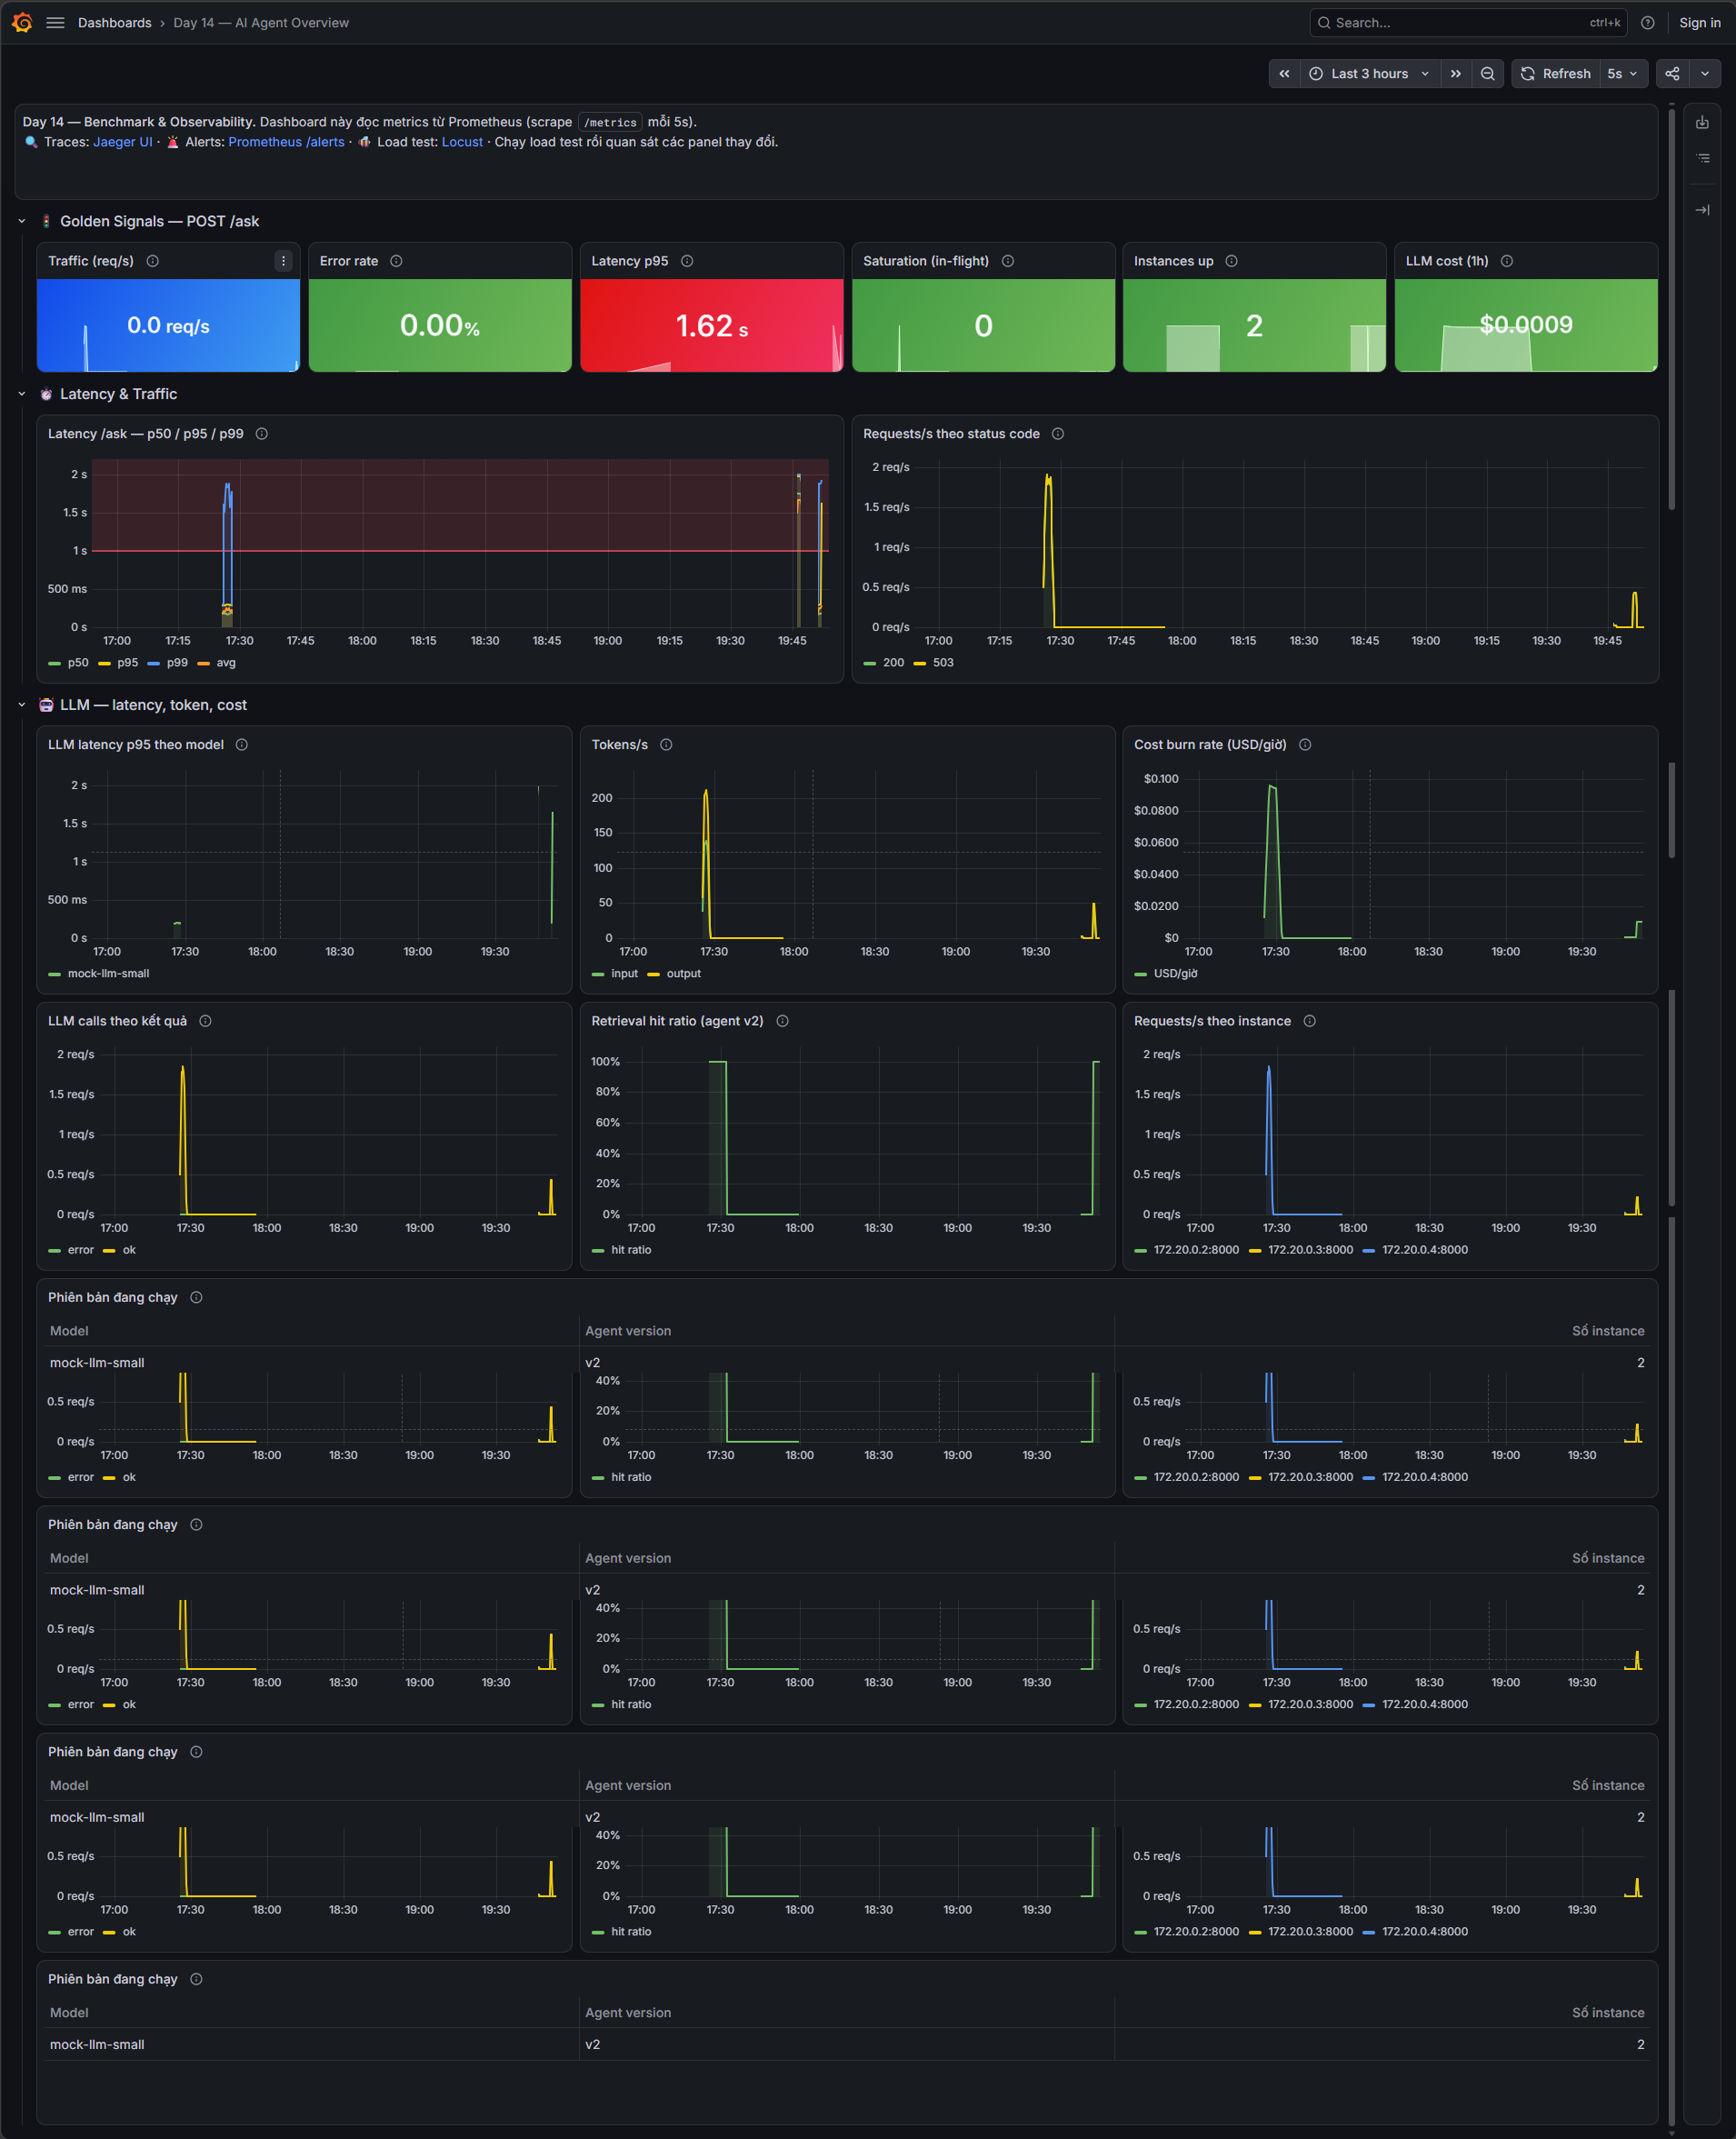 Dashboards › Day 14 — AI Agent Overview
Search... ctrl+k
Sign in
Last 3 hours
Refresh 5s
Day 14 — Benchmark & Observability. Dashboard này đọc metrics từ Prometheus (scrape /metrics mỗi 5s).
Traces: Jaeger UI · Alerts: Prometheus /alerts · Load test: Locust · Chạy load test rồi quan sát các panel thay đổi.
Golden Signals — POST /ask
Traffic (req/s)
0.0 req/s
Error rate
0.00%
Latency p95
1.62 s
Saturation (in-flight)
0
Instances up
2
LLM cost (1h)
$0.0009
Latency & Traffic
Latency /ask — p50 / p95 / p99
2 s
1.5 s
1 s
500 ms
0 s
17:00 17:15 17:30 17:45 18:00 18:15 18:30 18:45 19:00 19:15 19:30 19:45
p50 p95 p99 avg
Requests/s theo status code
2 req/s
1.5 req/s
1 req/s
0.5 req/s
0 req/s
17:00 17:15 17:30 17:45 18:00 18:15 18:30 18:45 19:00 19:15 19:30 19:45
200 503
LLM — latency, token, cost
LLM latency p95 theo model
2 s
1.5 s
1 s
500 ms
0 s
17:00 17:30 18:00 18:30 19:00 19:30
mock-llm-small
Tokens/s
200
150
100
50
0
17:00 17:30 18:00 18:30 19:00 19:30
input output
Cost burn rate (USD/giờ)
$0.100
$0.0800
$0.0600
$0.0400
$0.0200
$0
17:00 17:30 18:00 18:30 19:00 19:30
USD/giờ
LLM calls theo kết quả
2 req/s
1.5 req/s
1 req/s
0.5 req/s
0 req/s
17:00 17:30 18:00 18:30 19:00 19:30
error ok
Retrieval hit ratio (agent v2)
100%
80%
60%
40%
20%
0%
17:00 17:30 18:00 18:30 19:00 19:30
hit ratio
Requests/s theo instance
2 req/s
1.5 req/s
1 req/s
0.5 req/s
0 req/s
17:00 17:30 18:00 18:30 19:00 19:30
172.20.0.2:8000 172.20.0.3:8000 172.20.0.4:8000
Phiên bản đang chạy
Model Agent version Số instance
mock-llm-small v2 2
0.5 req/s
0 req/s
17:00 17:30 18:00 18:30 19:00 19:30
error ok
40%
20%
0%
17:00 17:30 18:00 18:30 19:00 19:30
hit ratio
0.5 req/s
0 req/s
17:00 17:30 18:00 18:30 19:00 19:30
172.20.0.2:8000 172.20.0.3:8000 172.20.0.4:8000
Phiên bản đang chạy
Model Agent version Số instance
mock-llm-small v2 2
0.5 req/s
0 req/s
17:00 17:30 18:00 18:30 19:00 19:30
error ok
40%
20%
0%
17:00 17:30 18:00 18:30 19:00 19:30
hit ratio
0.5 req/s
0 req/s
17:00 17:30 18:00 18:30 19:00 19:30
172.20.0.2:8000 172.20.0.3:8000 172.20.0.4:8000
Phiên bản đang chạy
Model Agent version Số instance
mock-llm-small v2 2
0.5 req/s
0 req/s
17:00 17:30 18:00 18:30 19:00 19:30
error ok
40%
20%
0%
17:00 17:30 18:00 18:30 19:00 19:30
hit ratio
0.5 req/s
0 req/s
17:00 17:30 18:00 18:30 19:00 19:30
172.20.0.2:8000 172.20.0.3:8000 172.20.0.4:8000
Phiên bản đang chạy
Model Agent version Số instance
mock-llm-small v2 2